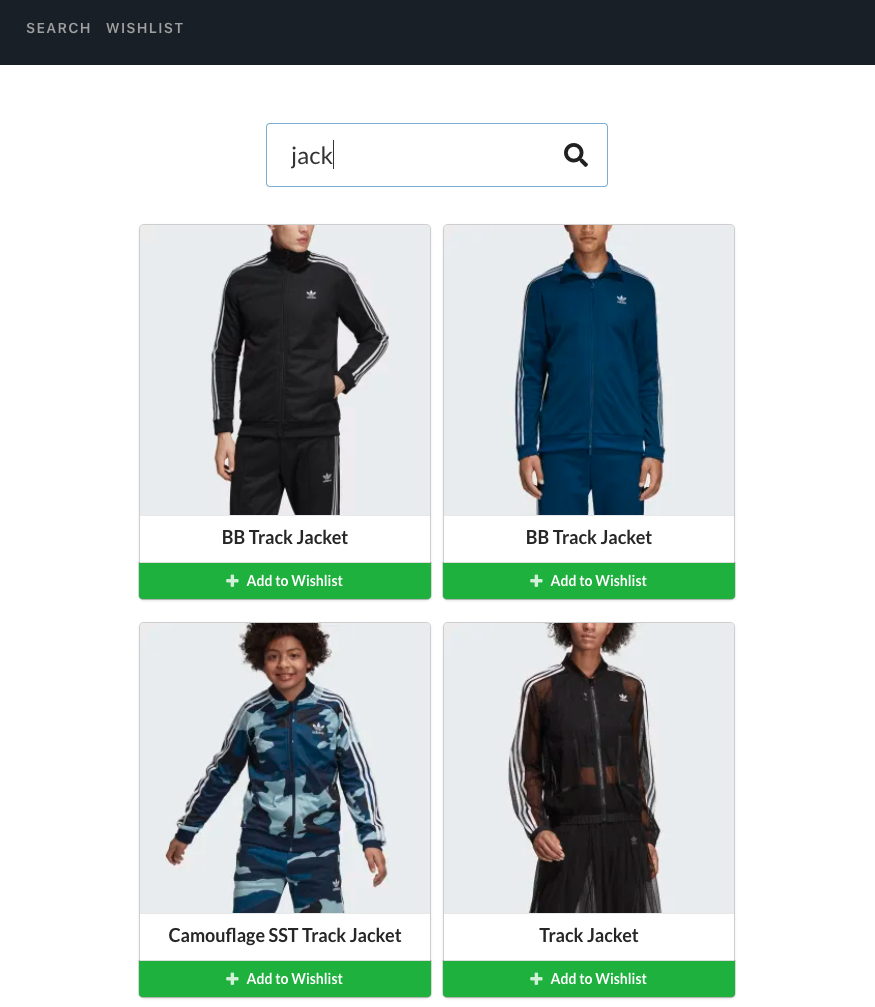 SEARCH WISHLIST
jack
BB Track Jacket
BB Track Jacket
Add to Wishlist
Add to Wishlist
Camouflage SST Track Jacket
Track Jacket
Add to Wishlist
Add to Wishlist